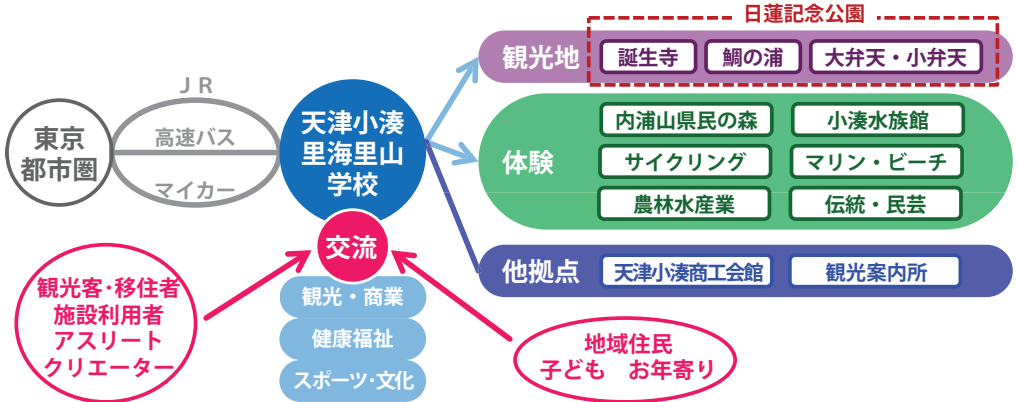 日蓮記念公園
観光地
誕生寺
鯛の浦
大弁天・小弁天
東京
都市圏
ＪＲ
高速バス
マイカー
天津小湊
里海里山
学校
体験
内浦山県民の森
小湊水族館
サイクリング
マリン・ビーチ
農林水産業
伝統・民芸
他拠点
天津小湊商工会館
観光案内所
交流
観光・商業
健康福祉
スポーツ・文化
観光客・移住者
施設利用者
アスリート
クリエーター
地域住民
子ども　お年寄り